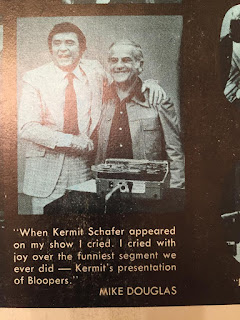 "When Kermit Schafer appeared
on my show I cried. I cried with
joy over the funniest segment we
ever did — Kermit's presentation
of Bloopers."
MIKE DOUGLAS